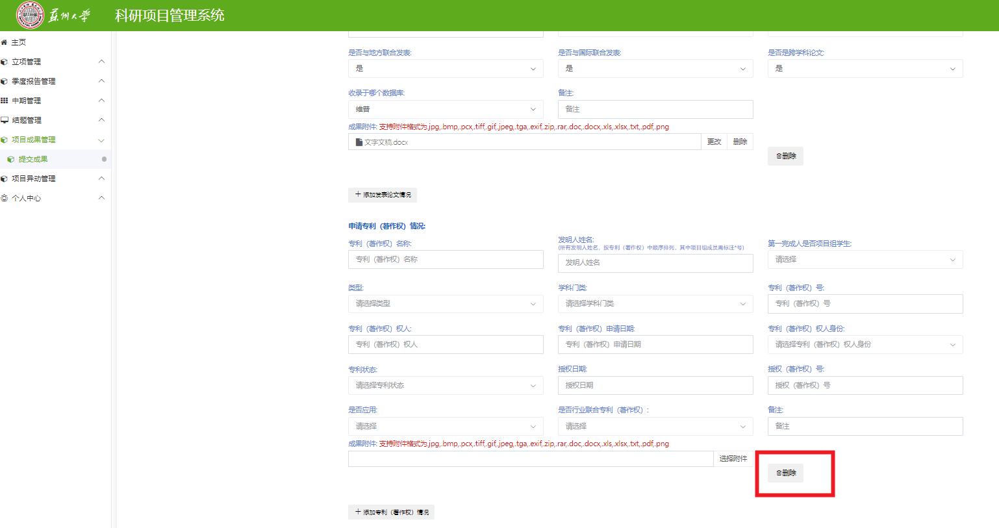 蘇州大學 科研项目管理系统
主页
立项管理
季度报告管理
中期管理
结题管理
项目成果管理
提交成果
项目异动管理
个人中心
是否与地方联合发表: 是否与国际联合发表: 是否是跨学科论文:
是 是 是
收录于哪个数据库: 备注:
维普 备注
成果附件: 支持附件格式为.jpg,.bmp,.pcx,.tiff,.gif,.jpeg,.tga,.exif,.zip,.rar,.doc,.docx,.xls,.xlsx,.txt,.pdf,.png
文字文稿.docx 更改 删除
删除
+ 添加发表论文情况
申请专利（著作权）情况:
专利（著作权）名称: 发明人姓名: 第一完成人是否项目组学生:
(所有发明人姓名，按专利（著作权）中顺序排列，其中项目组成员需标注*号)
专利（著作权）名称 发明人姓名 请选择
类型: 学科门类: 专利（著作权）号:
请选择类型 请选择学科门类 专利（著作权）号
专利（著作权）权人: 专利（著作权）申请日期: 专利（著作权）权人身份:
专利（著作权）权人 专利（著作权）申请日期 请选择专利（著作权）权人身份
专利状态: 授权日期: 授权（著作权）号:
请选择专利状态 授权日期 授权（著作权）号
是否应用: 是否行业联合专利（著作权）: 备注:
请选择 请选择 备注
成果附件: 支持附件格式为.jpg,.bmp,.pcx,.tiff,.gif,.jpeg,.tga,.exif,.zip,.rar,.doc,.docx,.xls,.xlsx,.txt,.pdf,.png
选择附件
删除
+ 添加专利（著作权）情况